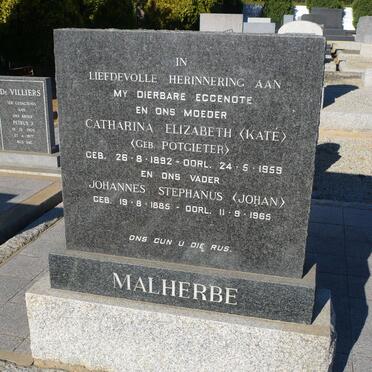 IN
LIEFDEVOLLE HERINNERING AAN
MY DIERBARE EGGENOTE
EN ONS MOEDER
CATHARINA ELIZABETH (KATE)
(GEB. POTGIETER)
GEB. 26-8-1892 - OORL. 24-5-1959
EN ONS VADER
JOHANNES STEPHANUS (JOHAN)
GEB. 19-8-1885 - OORL. 11-9-1965
ONS GUN U DIE RUS.
MALHERBE
DE VILLIERS
PETRUS J.